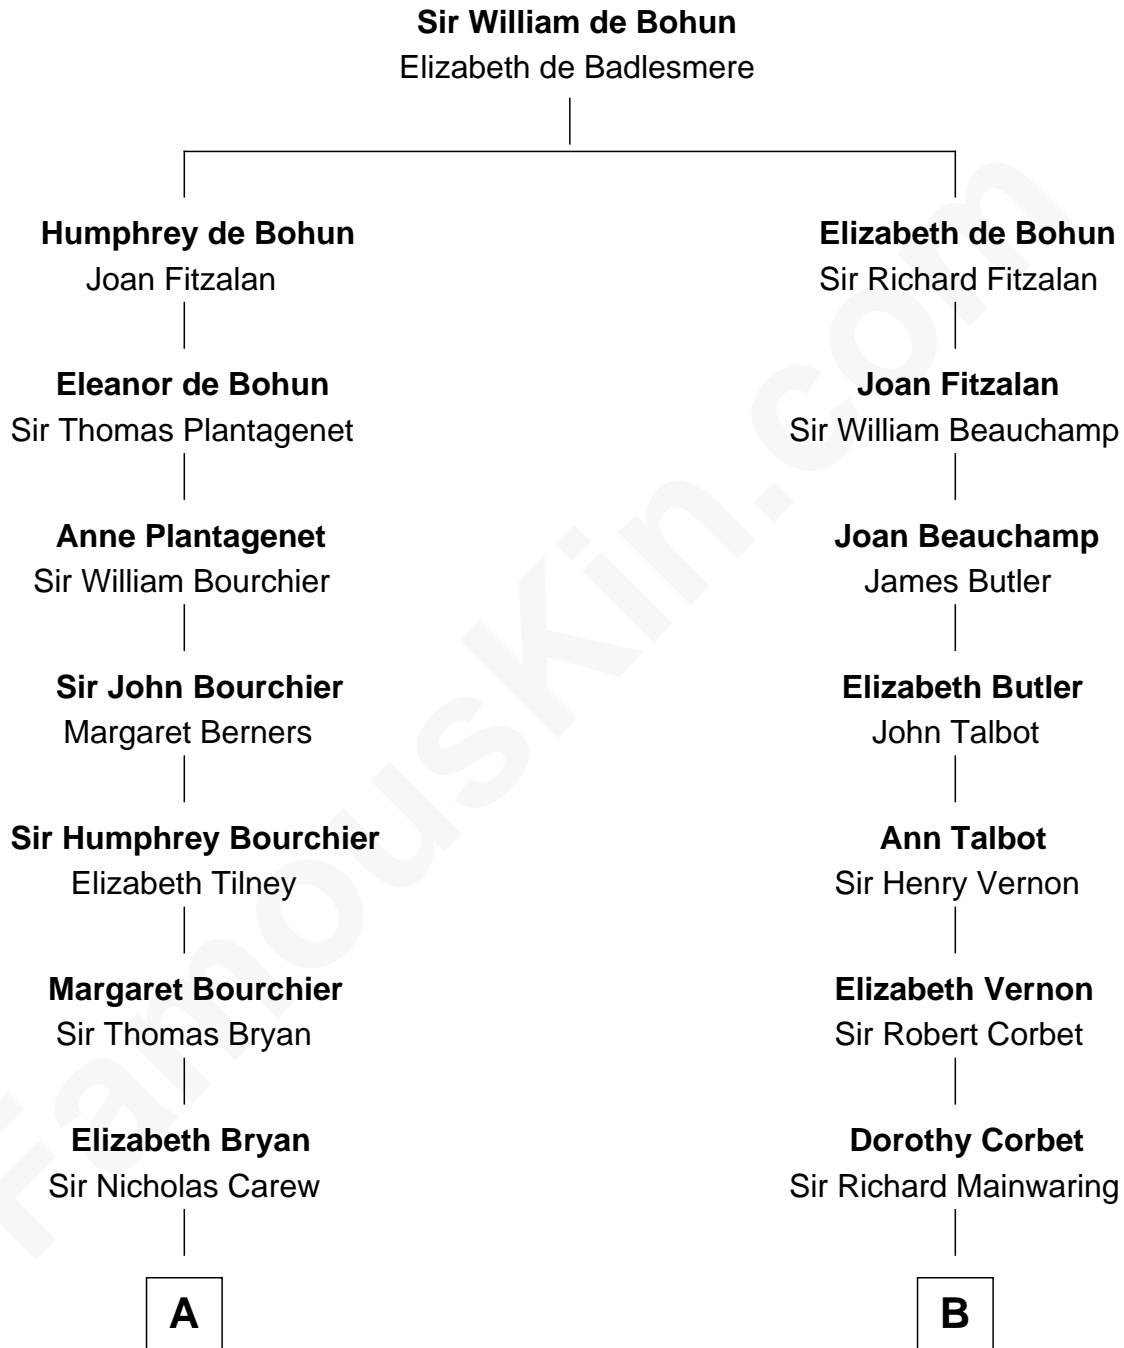 Sir William de Bohun
Elizabeth de Badlesmere
Humphrey de Bohun
Joan Fitzalan
Elizabeth de Bohun
Sir Richard Fitzalan
Eleanor de Bohun
Sir Thomas Plantagenet
Joan Fitzalan
Sir William Beauchamp
Anne Plantagenet
Sir William Bourchier
Joan Beauchamp
James Butler
Sir John Bourchier
Margaret Berners
Elizabeth Butler
John Talbot
Sir Humphrey Bourchier
Elizabeth Tilney
Ann Talbot
Sir Henry Vernon
Margaret Bourchier
Sir Thomas Bryan
Elizabeth Vernon
Sir Robert Corbet
Elizabeth Bryan
Sir Nicholas Carew
Dorothy Corbet
Sir Richard Mainwaring
A
B
FamousKin.com